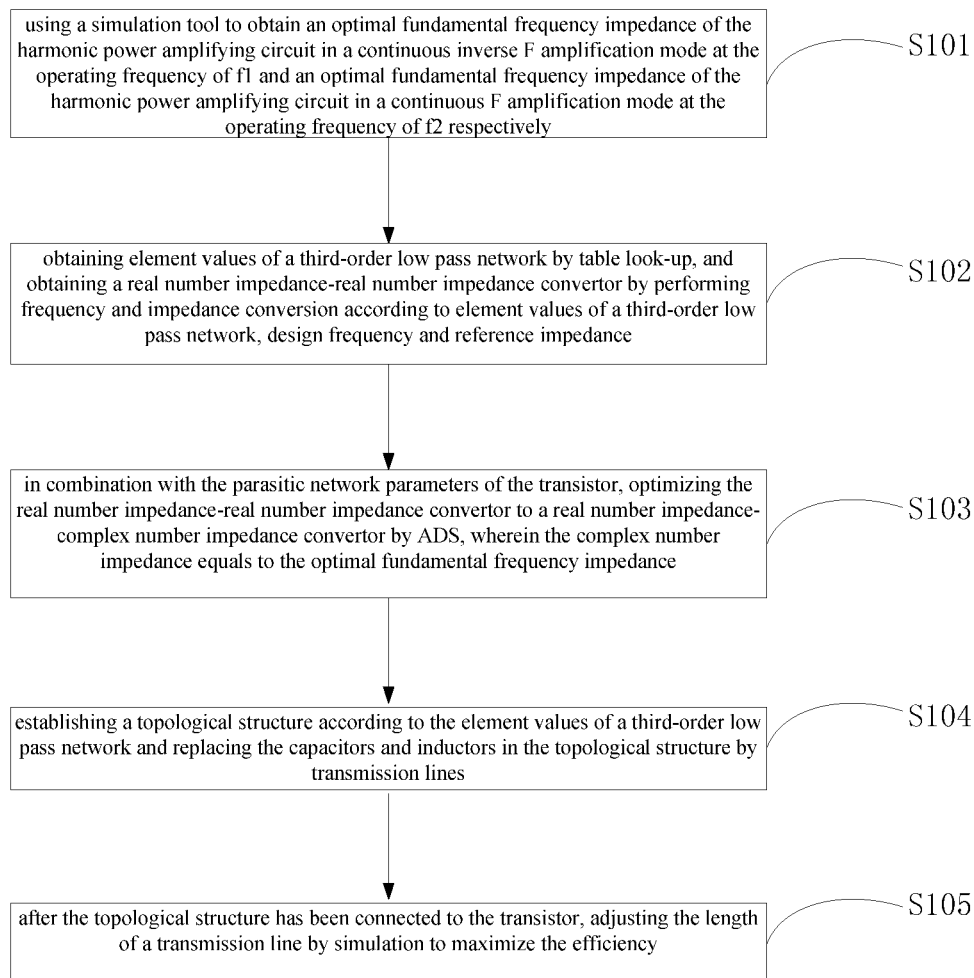 using a simulation tool to obtain an optimal fundamental frequency impedance of the
harmonic power amplifying circuit in a continuous inverse F amplification mode at the
operating frequency of f1 and an optimal fundamental frequency impedance of the
harmonic power amplifying circuit in a continuous F amplification mode at the
operating frequency of f2 respectively
S101
obtaining element values of a third-order low pass network by table look-up, and
obtaining a real number impedance-real number impedance convertor by performing
frequency and impedance conversion according to element values of a third-order low
pass network, design frequency and reference impedance
S102
in combination with the parasitic network parameters of the transistor, optimizing the
real number impedance-real number impedance convertor to a real number impedance-
complex number impedance convertor by ADS, wherein the complex number
impedance equals to the optimal fundamental frequency impedance
S103
establishing a topological structure according to the element values of a third-order low
pass network and replacing the capacitors and inductors in the topological structure by
transmission lines
S104
after the topological structure has been connected to the transistor, adjusting the length
of a transmission line by simulation to maximize the efficiency
S105